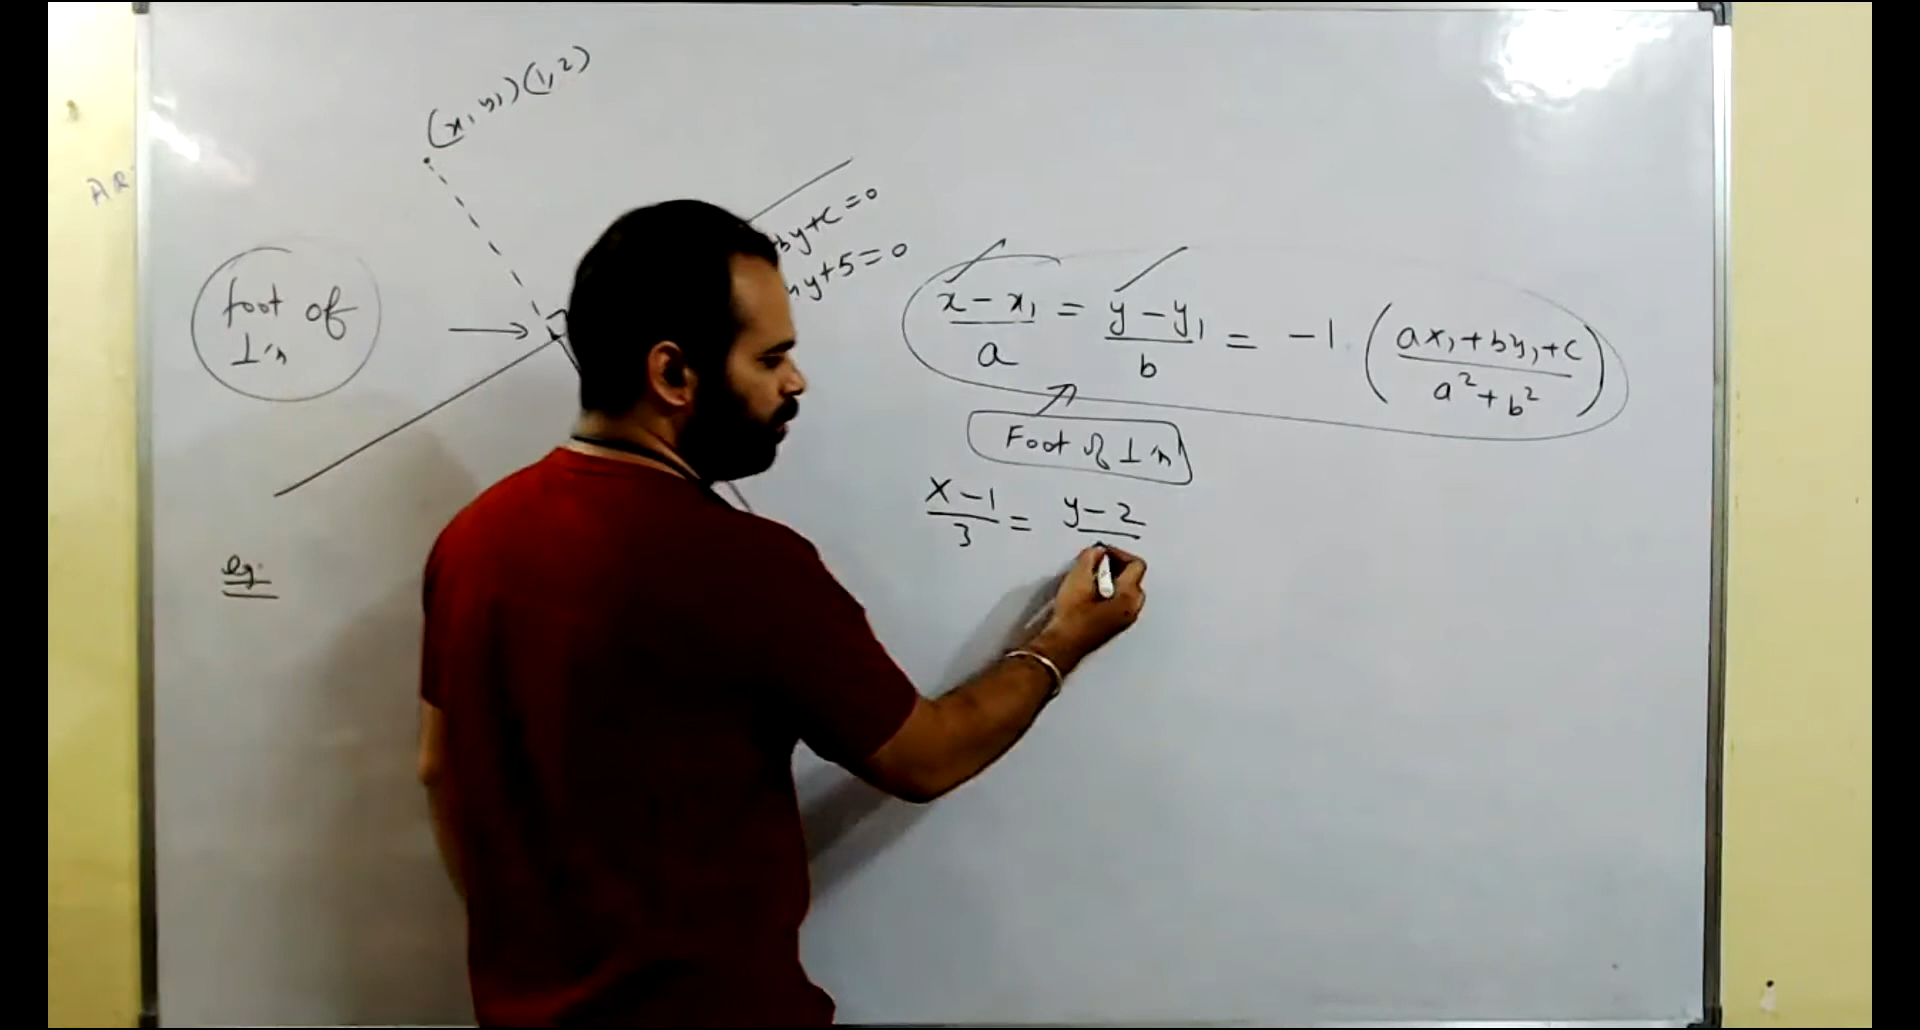 (x₁, y₁) (1, 2)
AR
by+c=0
y+5=0
foot of
⊥'r
x - x₁ / a = y - y₁ / b = -1 (ax₁ + by₁ + c / a² + b²)
Foot of ⊥'r
x - 1 / 3 = y - 2 /
eg: